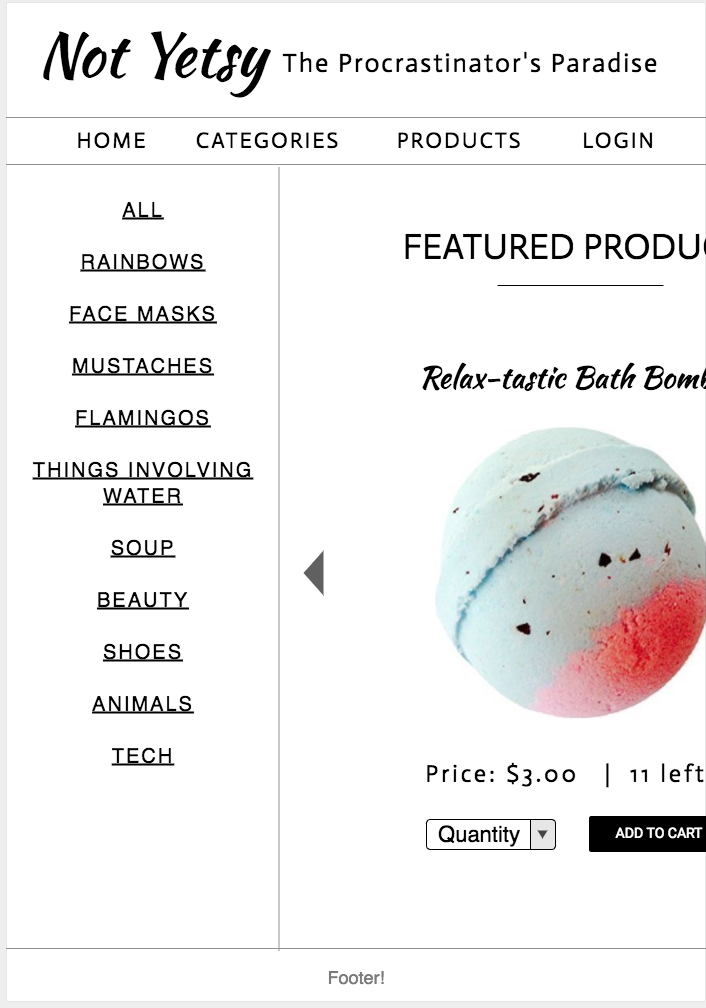 Not Yetsy The Procrastinator's Paradise
HOME CATEGORIES PRODUCTS LOGIN
ALL
RAINBOWS
FACE MASKS
MUSTACHES
FLAMINGOS
THINGS INVOLVING
WATER
SOUP
BEAUTY
SHOES
ANIMALS
TECH
FEATURED PRODUC
Relax-tastic Bath Bomb
Price: $3.00 | 11 left
Quantity
ADD TO CART
Footer!